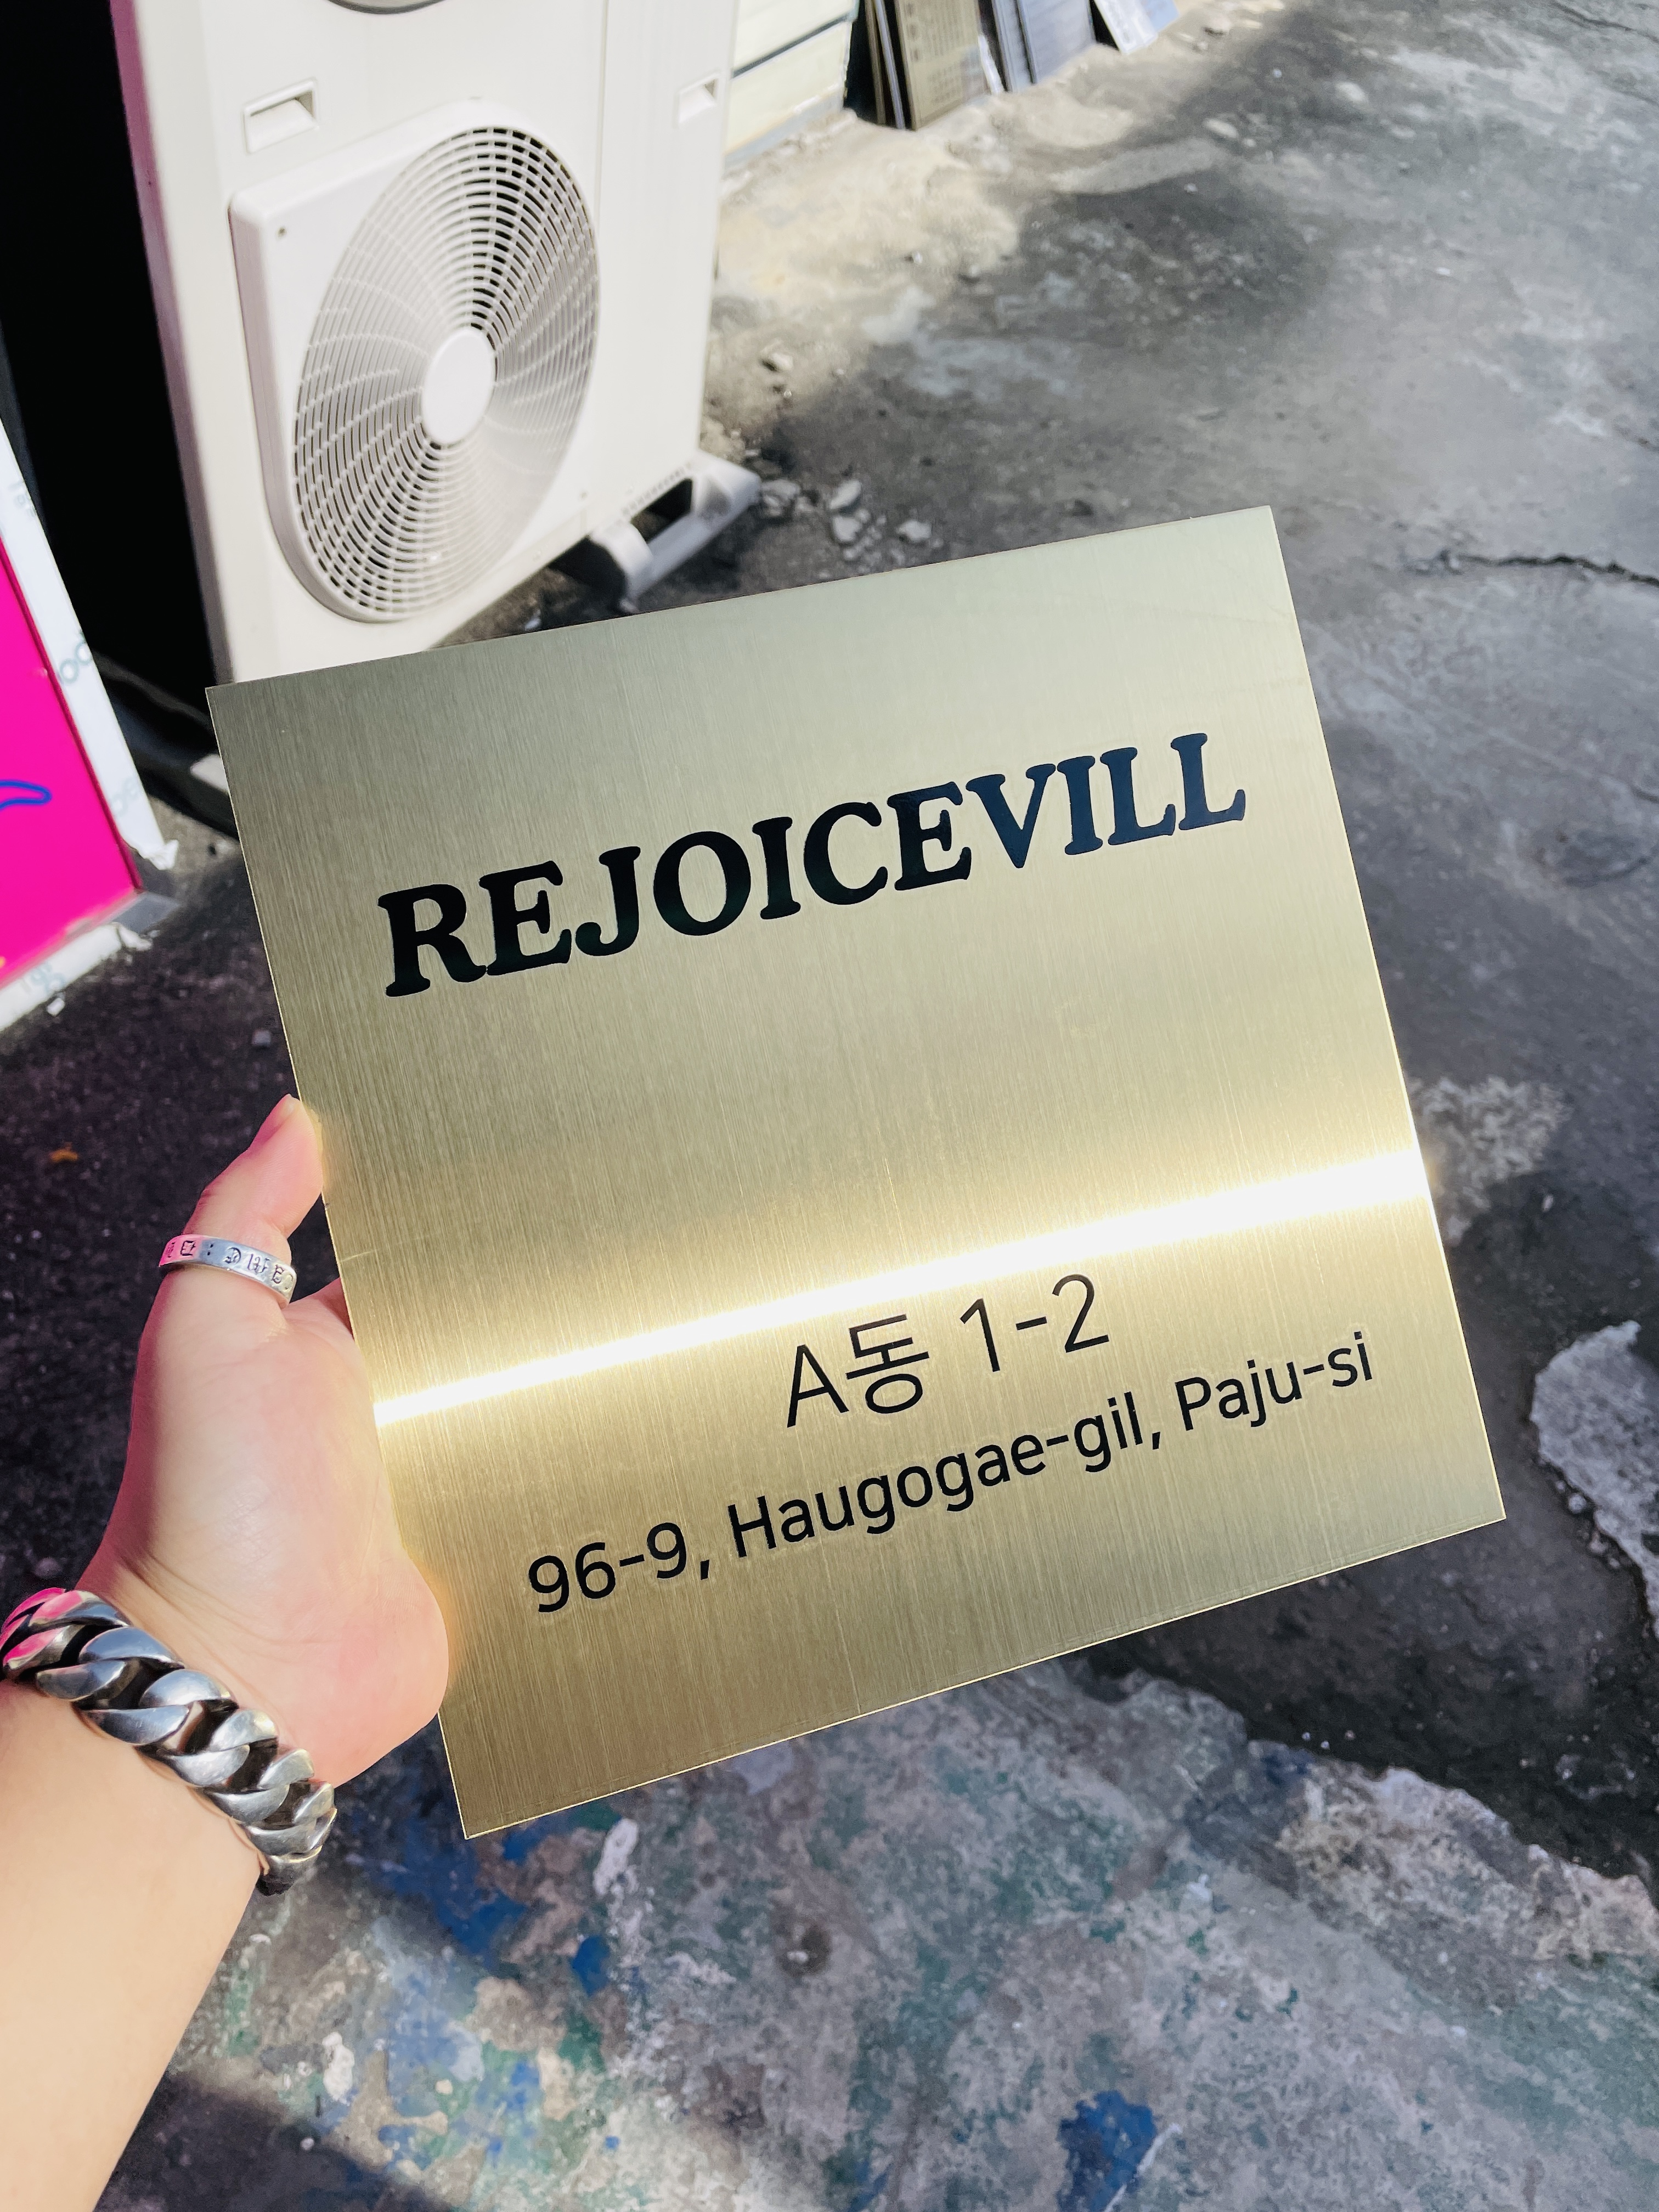 REJOICEVILL
A동 1-2
96-9, Haugogae-gil, Paju-si